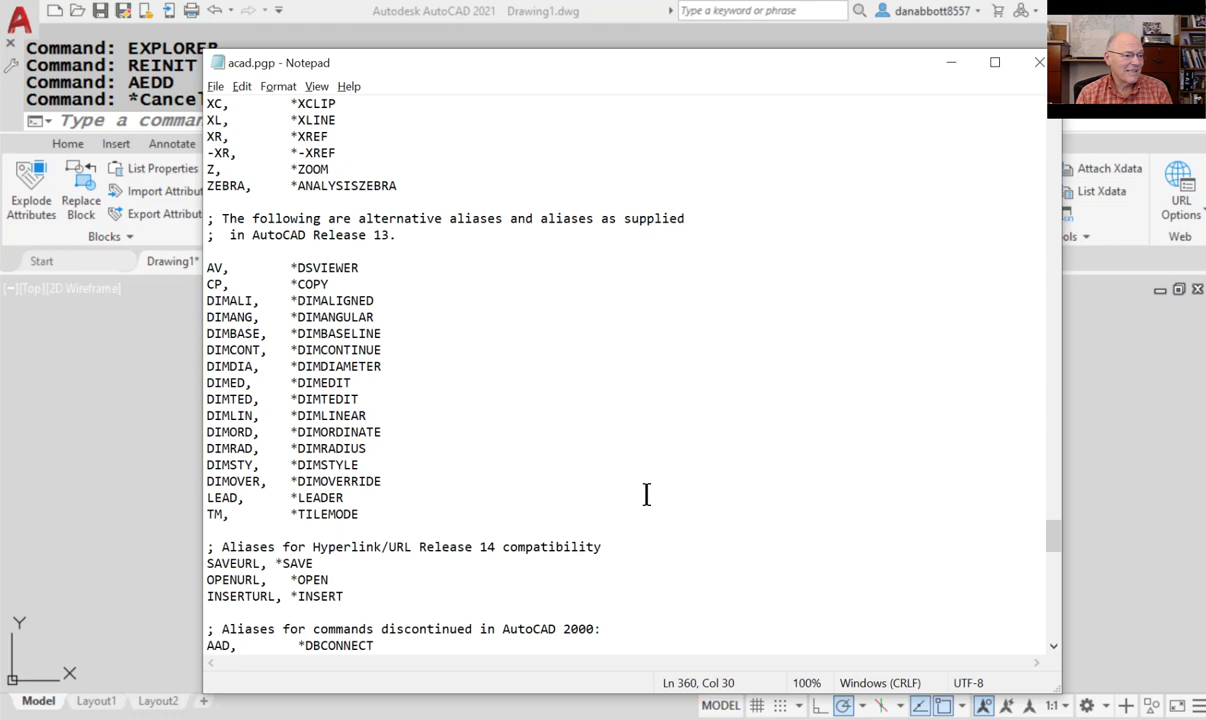 Autodesk AutoCAD 2021 Drawing1.dwg
Type a keyword or phrase
danabbott8557
Command: EXPLORER
Command: REINIT
Command: AEDD
Command: *Cancel
Type a
Home Insert Annotate
Explode
Attributes
Replace
Block
List Properties
Import
Export
Blocks
Attach Xdata
List Xdata
URL
Options
Web
Start
Drawing1*
[−][Top][2D Wireframe]
acad.pgp - Notepad
File Edit Format View Help
XC, *XCLIP
XL, *XLINE
XR, *XREF
-XR, *-XREF
Z, *ZOOM
ZEBRA, *ANALYSISZEBRA
; The following are alternative aliases and aliases as supplied
; in AutoCAD Release 13.
AV, *DSVIEWER
CP, *COPY
DIMALI, *DIMALIGNED
DIMANG, *DIMANGULAR
DIMBASE, *DIMBASELINE
DIMCONT, *DIMCONTINUE
DIMDIA, *DIMDIAMETER
DIMED, *DIMEDIT
DIMTED, *DIMTEDIT
DIMLIN, *DIMLINEAR
DIMORD, *DIMORDINATE
DIMRAD, *DIMRADIUS
DIMSTY, *DIMSTYLE
DIMOVER, *DIMOVERRIDE
LEAD, *LEADER
TM, *TILEMODE
; Aliases for Hyperlink/URL Release 14 compatibility
SAVEURL, *SAVE
OPENURL, *OPEN
INSERTURL, *INSERT
; Aliases for commands discontinued in AutoCAD 2000:
AAD, *DBCONNECT
Ln 360, Col 30 100% Windows (CRLF) UTF-8
Y
X
Model Layout1 Layout2 +
MODEL
1:1